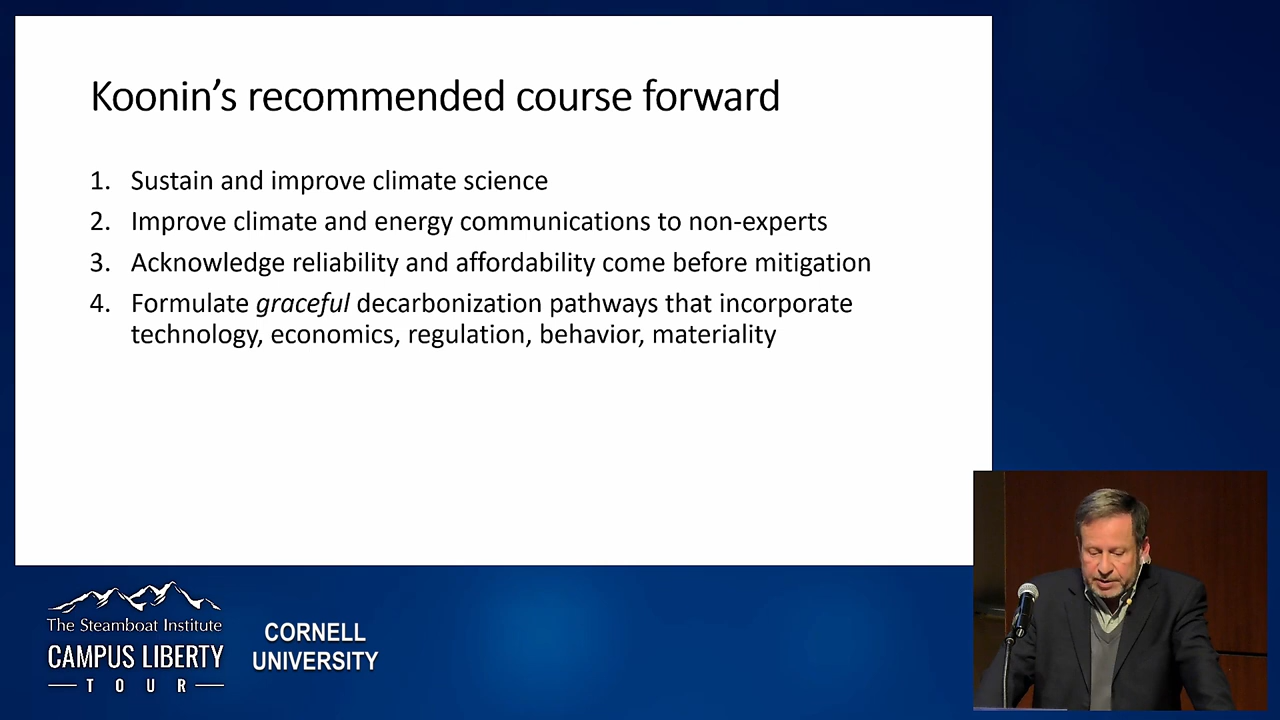 Koonin’s recommended course forward
1. Sustain and improve climate science
2. Improve climate and energy communications to non-experts
3. Acknowledge reliability and affordability come before mitigation
4. Formulate graceful decarbonization pathways that incorporate
technology, economics, regulation, behavior, materiality
The Steamboat Institute
CAMPUS LIBERTY
TOUR
CORNELL
UNIVERSITY